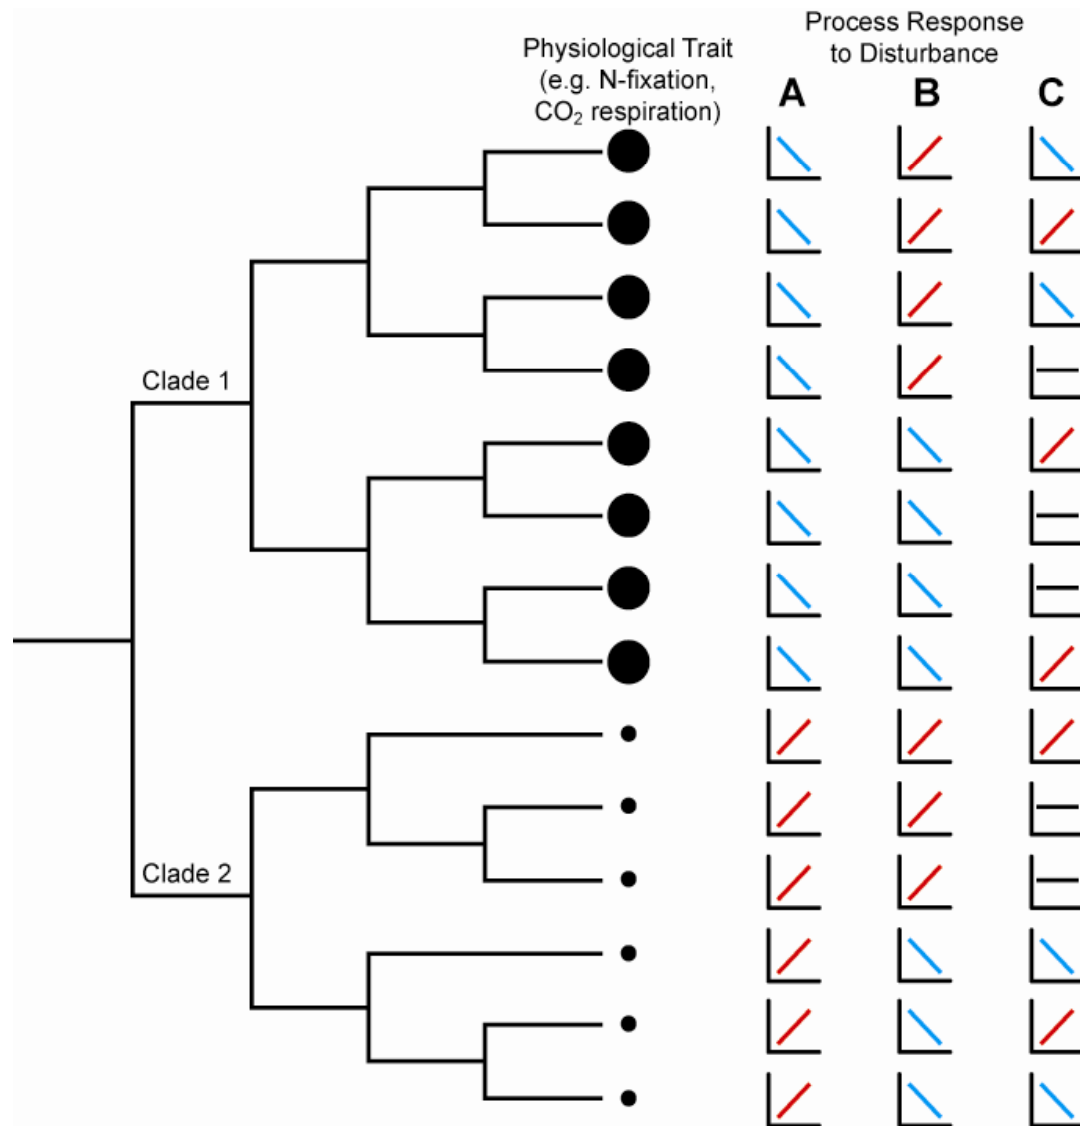 Process Response
to Disturbance
Physiological Trait
(e.g. N-fixation,
CO₂ respiration)
A B C
Clade 1
Clade 2